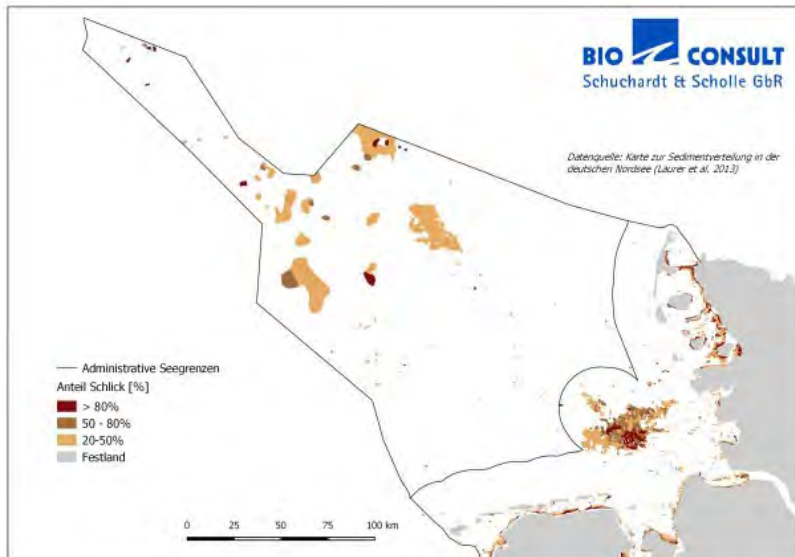 BIO CONSULT
Schuchardt & Scholle GbR
Datenquelle: Karte zur Sedimentverteilung in der
deutschen Nordsee (Laurer et al. 2013)
Administrative Seegrenzen
Anteil Schlick [%]
> 80%
50 - 80%
20-50%
Festland
0 25 50 75 100 km